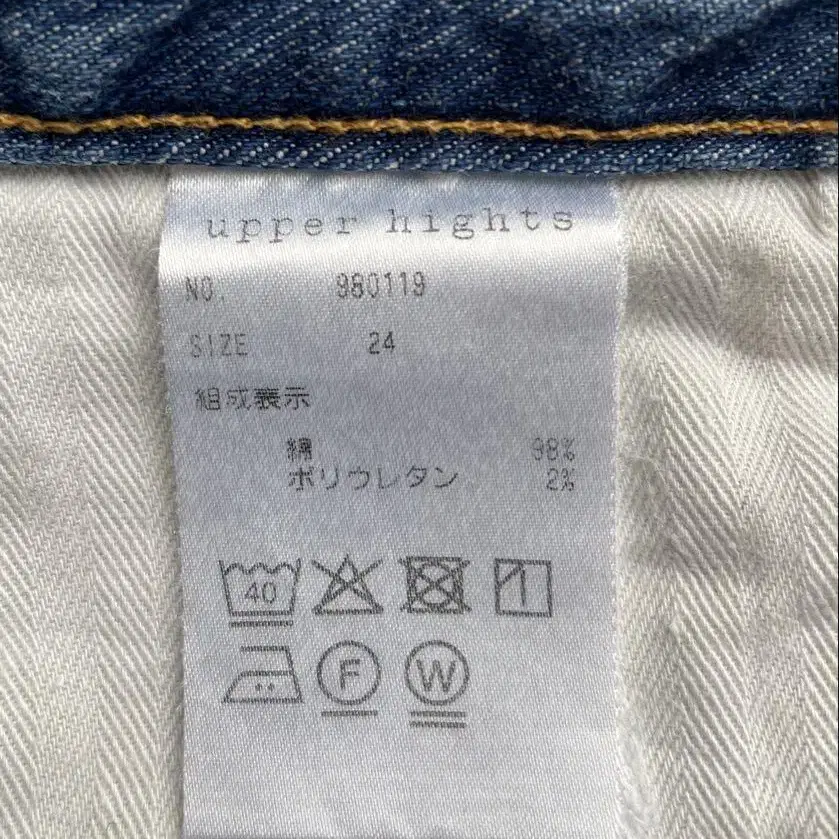 upper hights
NO. 980119
SIZE 24
組成表示
綿 98%
ポリウレタン 2%
40
F W